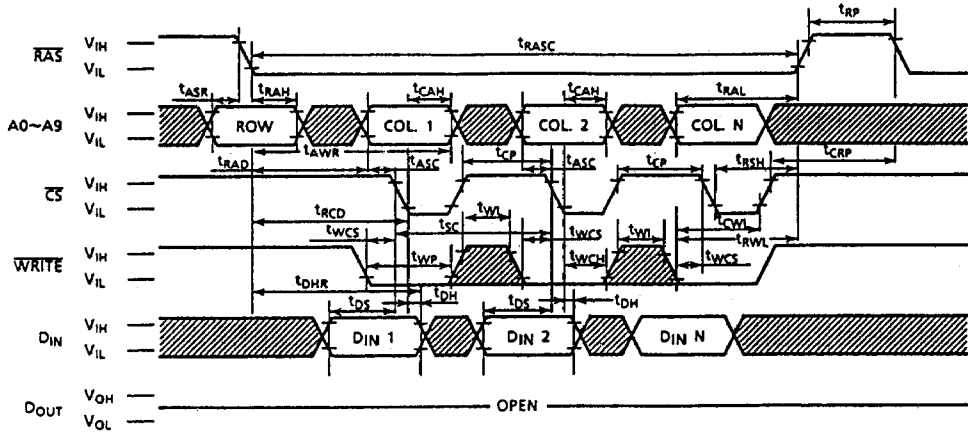 tRP
RAS VIH
VIL
tRASC
tASR tRAH tCAH tCAH tRAL
A0~A9 VIH
VIL
ROW COL. 1 COL. 2 COL. N
tAWR
tRAD tASC tCP tASC tCP tRSH tCRP
CS VIH
VIL
tRCD tWI tCWL
tWCS tSC tWCS tWI tRWL
WRITE VIH
VIL
tWP tWCH tWCS
tDHR
tDS tDH tDS tDH
DIN VIH
VIL
DIN 1 DIN 2 DIN N
DOUT VOH
VOL
OPEN